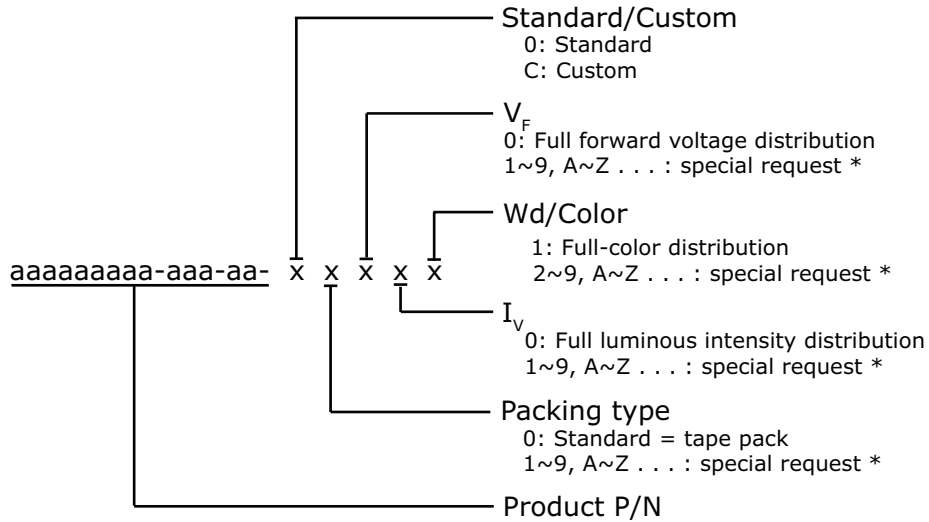 Standard/Custom
0: Standard
C: Custom
VF
0: Full forward voltage distribution
1~9, A~Z . . . : special request *
Wd/Color
1: Full-color distribution
2~9, A~Z . . . : special request *
aaaaaaaaa-aaa-aa- x x x x x
IV
0: Full luminous intensity distribution
1~9, A~Z . . . : special request *
Packing type
0: Standard = tape pack
1~9, A~Z . . . : special request *
Product P/N